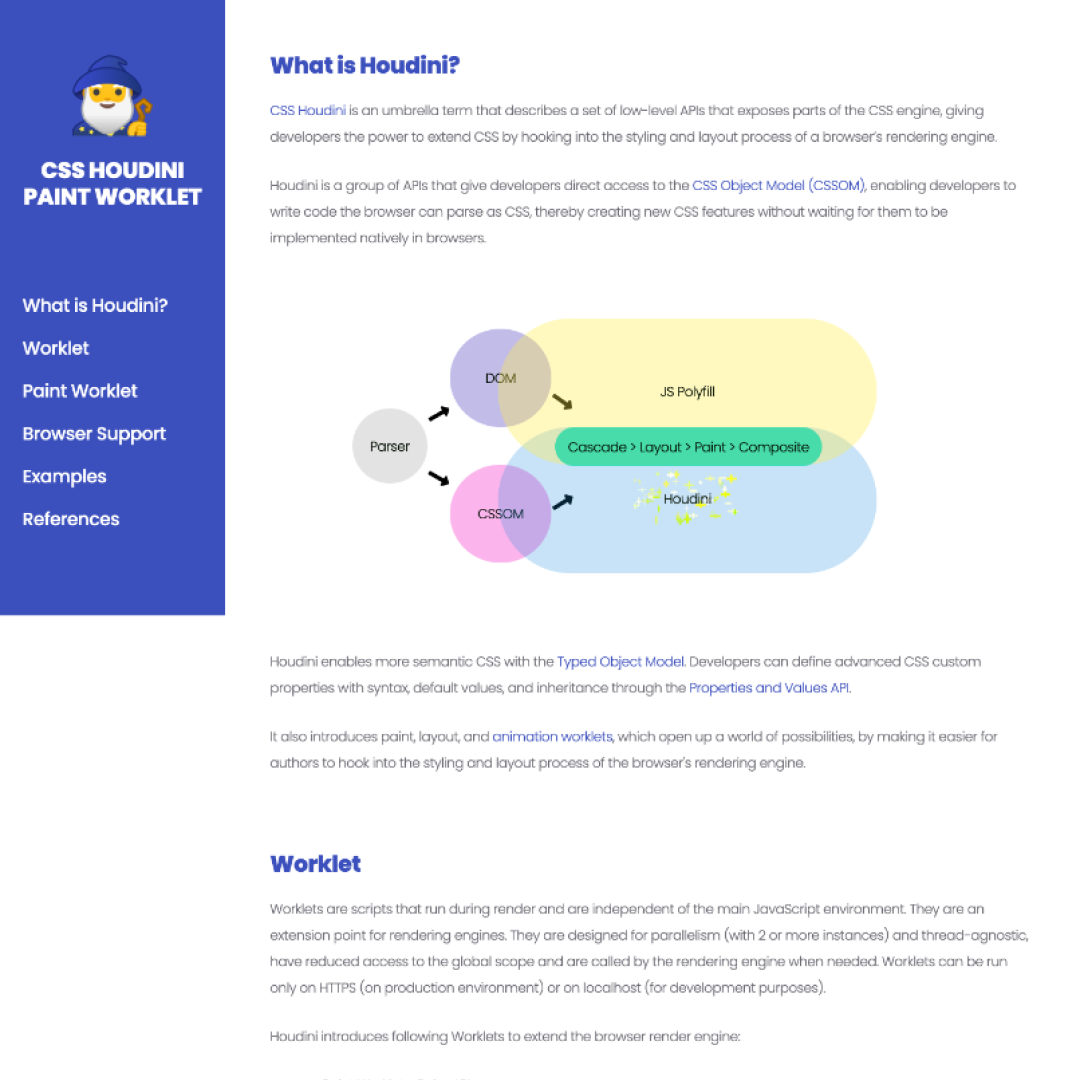 CSS HOUDINI
PAINT WORKLET
What is Houdini?
Worklet
Paint Worklet
Browser Support
Examples
References
What is Houdini?
CSS Houdini is an umbrella term that describes a set of low-level APIs that exposes parts of the CSS engine, giving
developers the power to extend CSS by hooking into the styling and layout process of a browser's rendering engine.
Houdini is a group of APIs that give developers direct access to the CSS Object Model (CSSOM), enabling developers to
write code the browser can parse as CSS, thereby creating new CSS features without waiting for them to be
implemented natively in browsers.
DOM
JS Polyfill
Parser
Cascade > Layout > Paint > Composite
Houdini
CSSOM
Houdini enables more semantic CSS with the Typed Object Model. Developers can define advanced CSS custom
properties with syntax, default values, and inheritance through the Properties and Values API.
It also introduces paint, layout, and animation worklets, which open up a world of possibilities, by making it easier for
authors to hook into the styling and layout process of the browser's rendering engine.
Worklet
Worklets are scripts that run during render and are independent of the main JavaScript environment. They are an
extension point for rendering engines. They are designed for parallelism (with 2 or more instances) and thread-agnostic,
have reduced access to the global scope and are called by the rendering engine when needed. Worklets can be run
only on HTTPS (on production environment) or on localhost (for development purposes).
Houdini introduces following Worklets to extend the browser render engine: